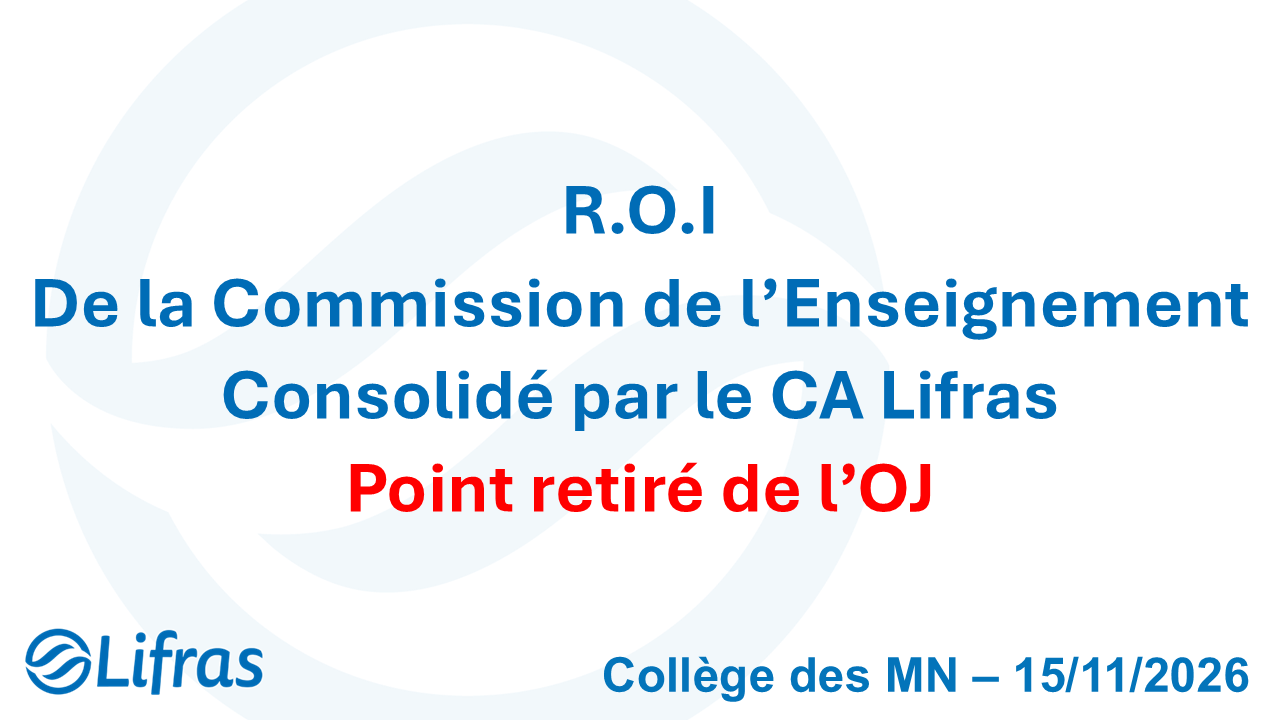 R.O.I
De la Commission de l’Enseignement
Consolidé par le CA Lifras
Point retiré de l’OJ
Lifras
Collège des MN – 15/11/2026